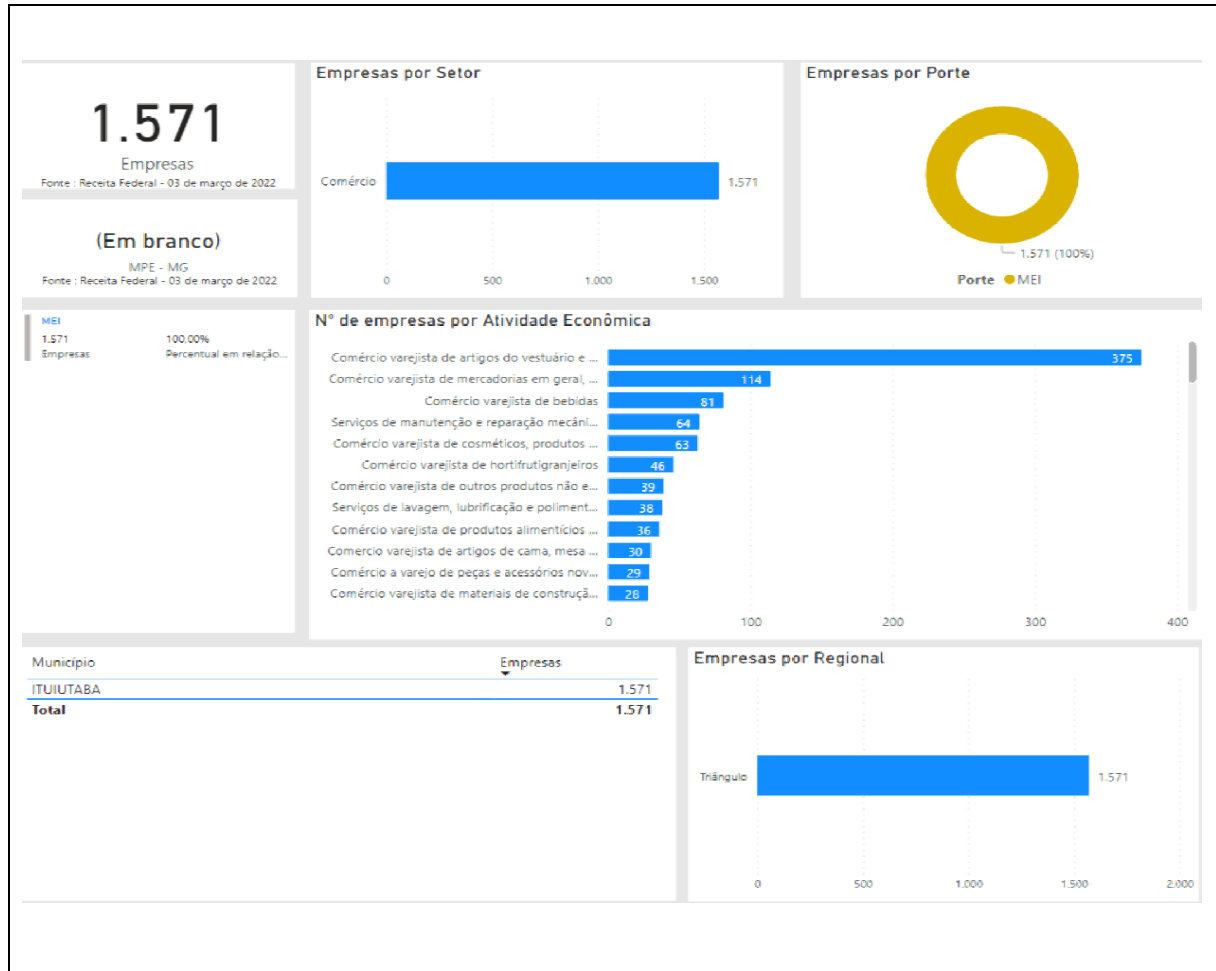 1.571
Empresas
Fonte : Receita Federal - 03 de março de 2022
(Em branco)
MPE - MG
Fonte : Receita Federal - 03 de março de 2022
MEI
1.571
100,00%
Empresas
Percentual em relação...
Empresas por Setor
Comércio
1.571
0 500 1.000 1.500
Empresas por Porte
1.571 (100%)
Porte MEI
N° de empresas por Atividade Econômica
Comércio varejista de artigos do vestuário e ... 375
Comércio varejista de mercadorias em geral, ... 114
Comércio varejista de bebidas 81
Serviços de manutenção e reparação mecâni... 64
Comércio varejista de cosméticos, produtos ... 63
Comércio varejista de hortifrutigranjeiros 46
Comércio varejista de outros produtos não e... 39
Serviços de lavagem, lubrificação e poliment... 38
Comércio varejista de produtos alimentícios ... 36
Comercio varejista de artigos de cama, mesa ... 30
Comércio a varejo de peças e acessórios nov... 29
Comércio varejista de materiais de construçã... 28
0 100 200 300 400
Município Empresas
ITUIUTABA 1.571
Total 1.571
Empresas por Regional
Triângulo 1.571
0 500 1.000 1.500 2.000